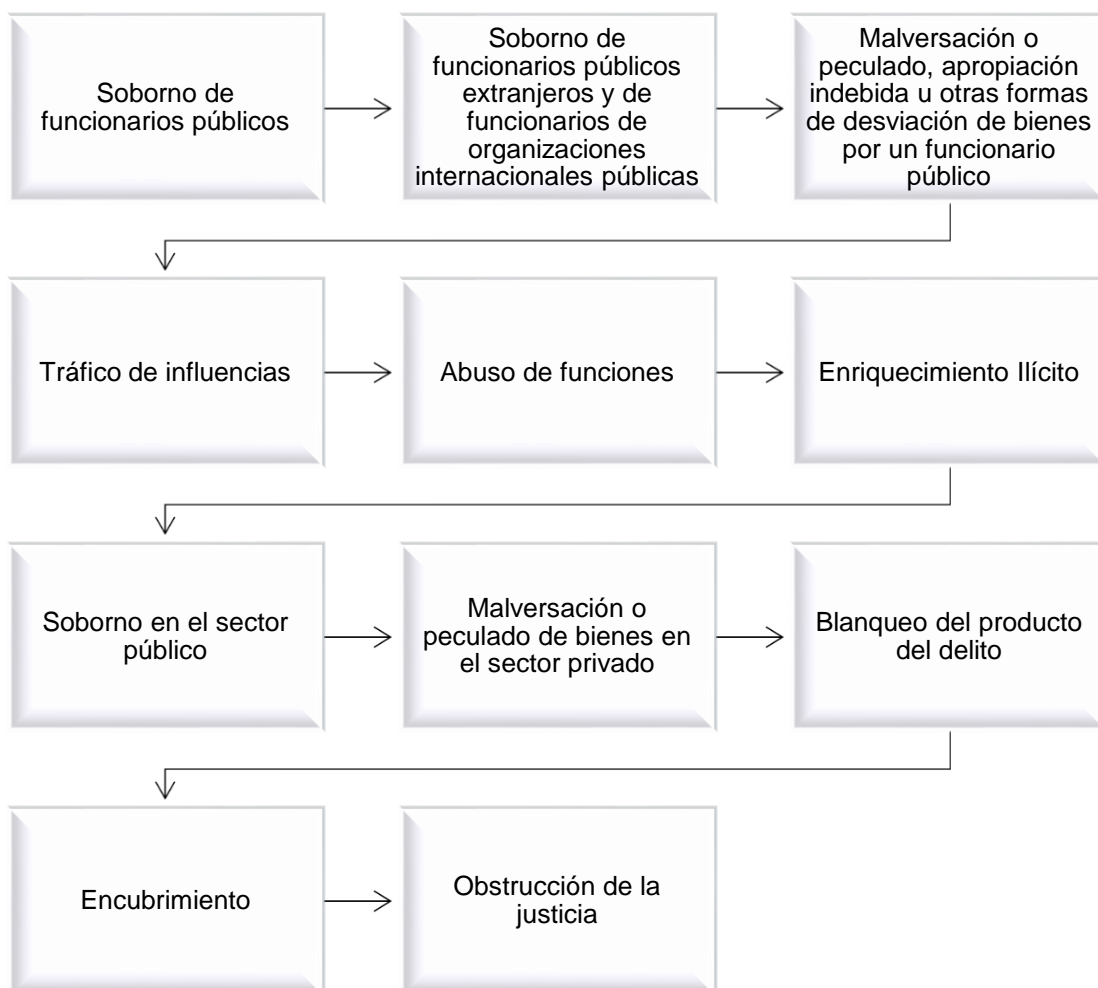 Soborno de
funcionarios públicos
Soborno de
funcionarios públicos
extranjeros y de
funcionarios de
organizaciones
internacionales públicas
Malversación o
peculado, apropiación
indebida u otras formas
de desviación de bienes
por un funcionario
público
Tráfico de influencias
Abuso de funciones
Enriquecimiento Ilícito
Soborno en el sector
público
Malversación o
peculado de bienes en
el sector privado
Blanqueo del producto
del delito
Encubrimiento
Obstrucción de la
justicia